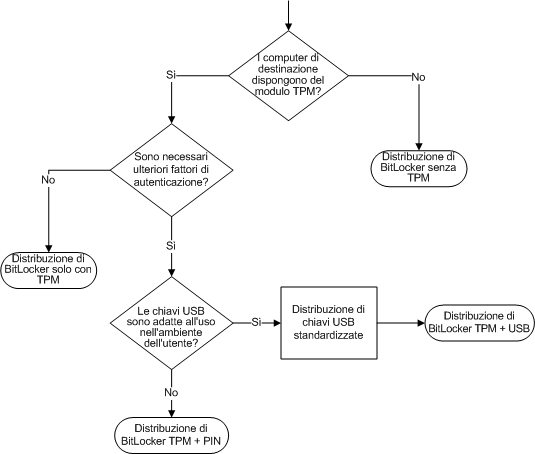 I computer di
destinazione
dispongono del
modulo TPM?
Sì
No
Distribuzione di
BitLocker senza
TPM
Sono necessari
ulteriori fattori di
autenticazione?
No
Distribuzione di
BitLocker solo con
TPM
Sì
Le chiavi USB
sono adatte all'uso
nell'ambiente
dell'utente?
Sì
Distribuzione di
chiavi USB
standardizzate
Distribuzione di
BitLocker TPM + USB
No
Distribuzione di
BitLocker TPM + PIN